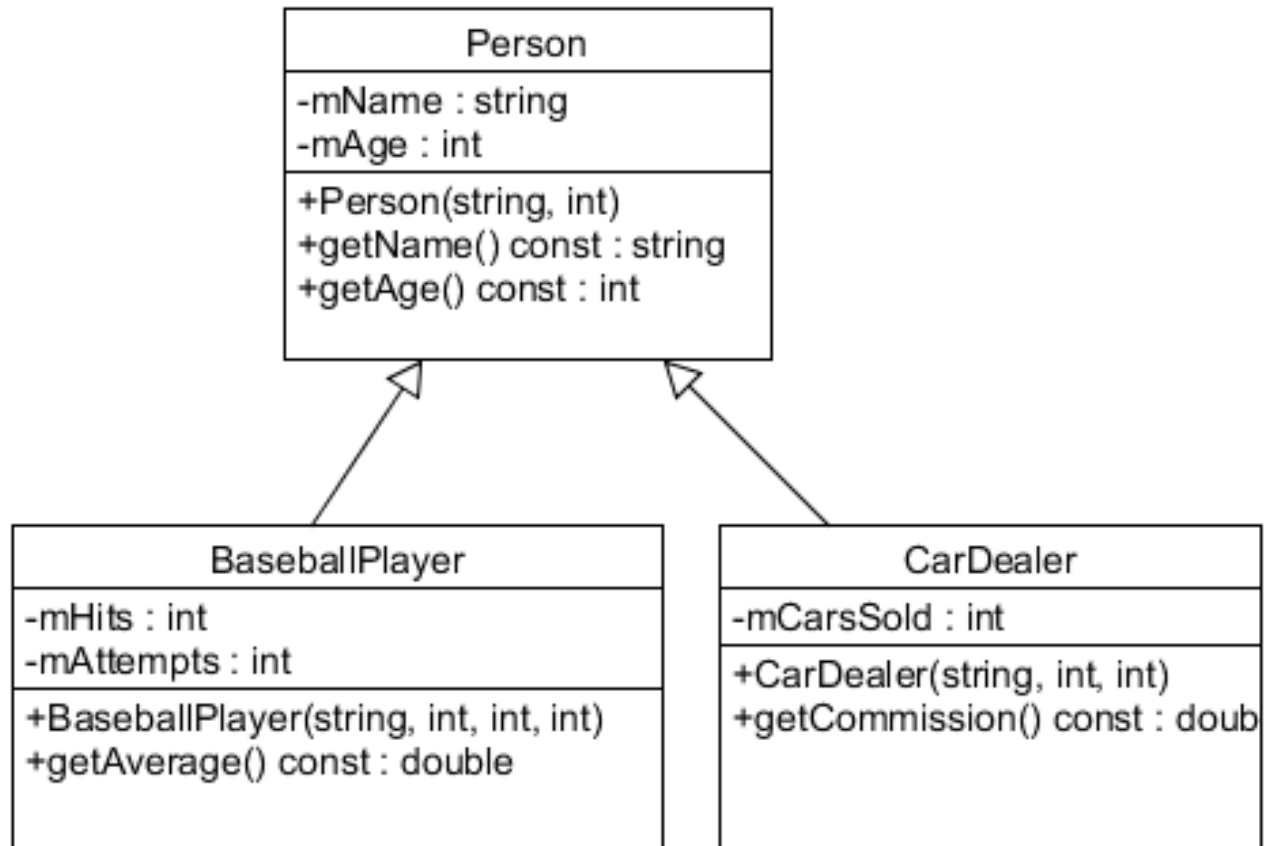 Person
-mName : string
-mAge : int
+Person(string, int)
+getName() const : string
+getAge() const : int
BaseballPlayer
-mHits : int
-mAttempts : int
+BaseballPlayer(string, int, int, int)
+getAverage() const : double
CarDealer
-mCarsSold : int
+CarDealer(string, int, int)
+getCommission() const : doub